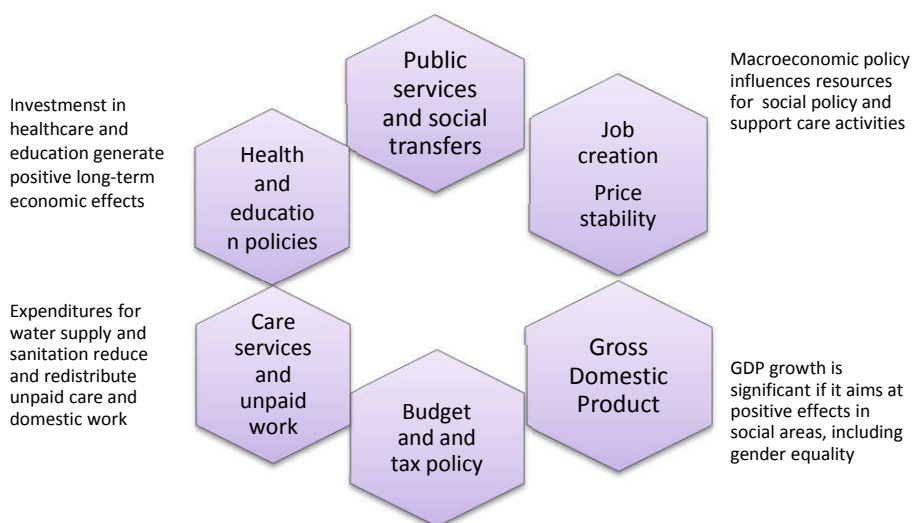 Public
services
and social
transfers
Macroeconomic policy
influences resources
for social policy and
support care activities
Investmenst in
healthcare and
education generate
positive long-term
economic effects
Health
and
educatio
n policies
Job
creation
Price
stability
Expenditures for
water supply and
sanitation reduce
and redistribute
unpaid care and
domestic work
Care
services
and
unpaid
work
Budget
and and
tax policy
Gross
Domestic
Product
GDP growth is
significant if it aims at
positive effects in
social areas, including
gender equality